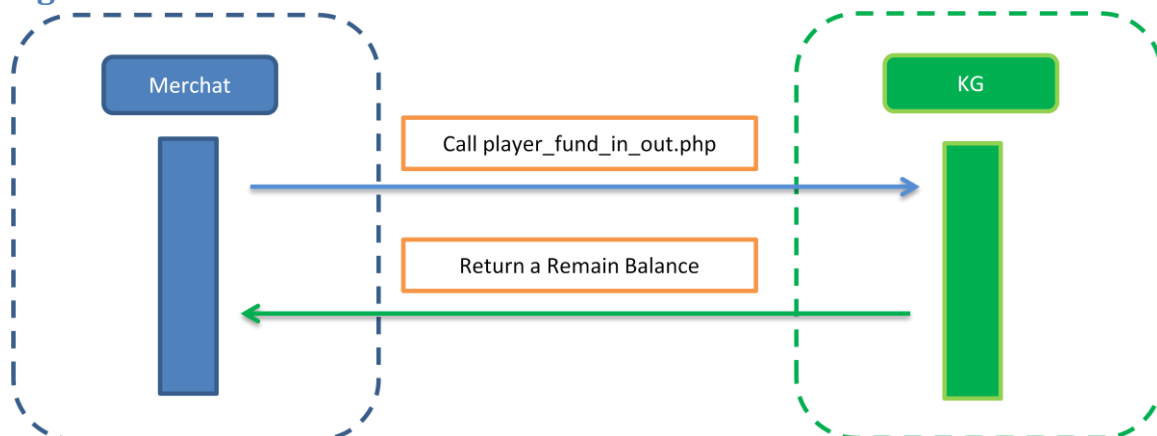 Merchat
KG
Call player_fund_in_out.php
Return a Remain Balance